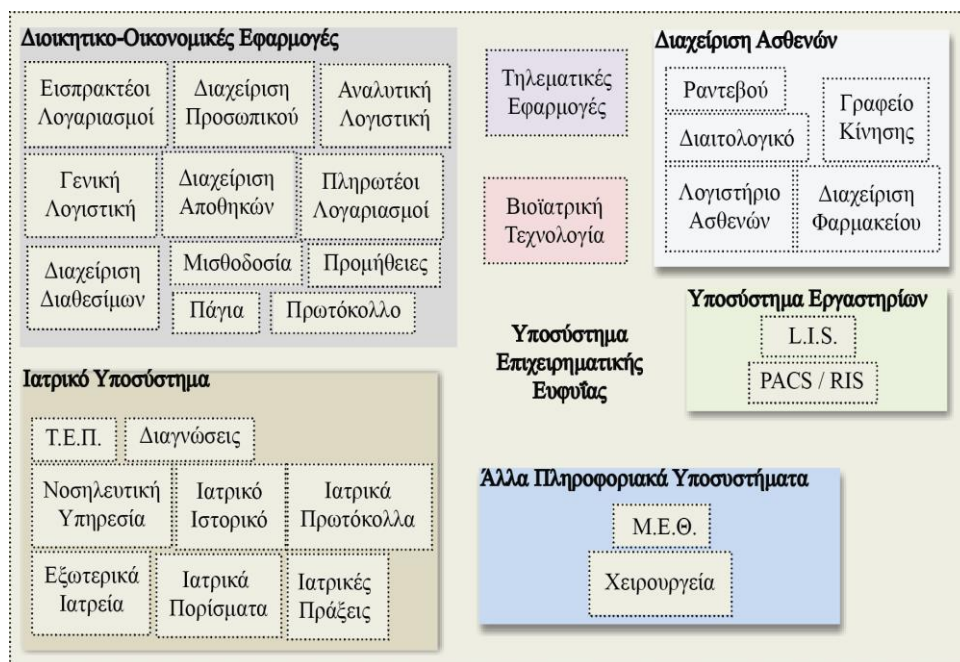 Διοικητικο-Οικονομικές Εφαρμογές
Εισπρακτέοι
Λογαριασμοί
Διαχείριση
Προσωπικού
Αναλυτική
Λογιστική
Γενική
Λογιστική
Διαχείριση
Αποθηκών
Πληρωτέοι
Λογαριασμοί
Διαχείριση
Διαθεσίμων
Μισθοδοσία
Προμήθειες
Πάγια
Πρωτόκολλο
Τηλεματικές
Εφαρμογές
Βιοϊατρική
Τεχνολογία
Διαχείριση Ασθενών
Ραντεβού
Διαιτολογικό
Γραφείο
Κίνησης
Λογιστήριο
Ασθενών
Διαχείριση
Φαρμακείου
Υποσύστημα
Επιχειρηματικής
Ευφυΐας
Υποσύστημα Εργαστηρίων
L.I.S.
PACS / RIS
Ιατρικό Υποσύστημα
Τ.Ε.Π.
Διαγνώσεις
Νοσηλευτική
Υπηρεσία
Ιατρικό
Ιστορικό
Ιατρικά
Πρωτόκολλα
Εξωτερικά
Ιατρεία
Ιατρικά
Πορίσματα
Ιατρικές
Πράξεις
Άλλα Πληροφοριακά Υποσυστήματα
Μ.Ε.Θ.
Χειρουργεία